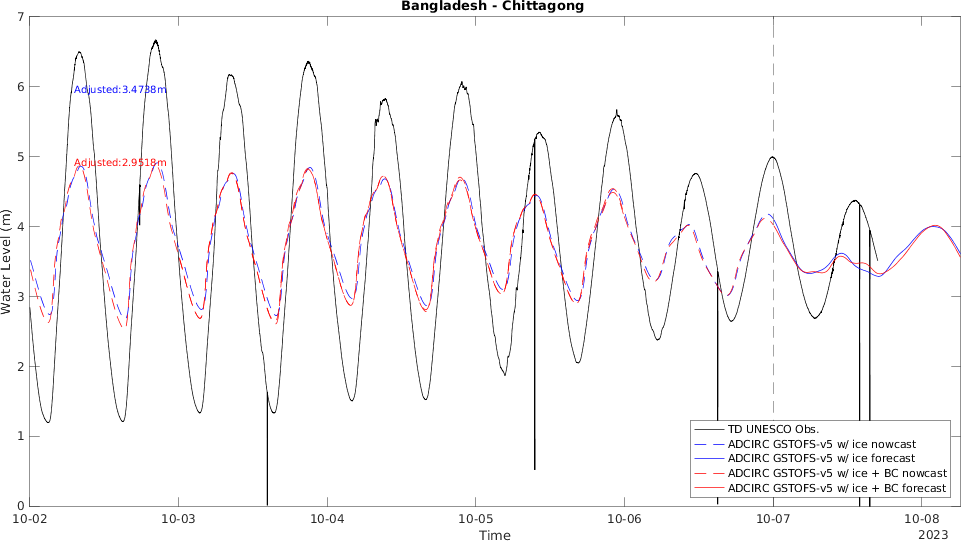 Bangladesh - Chittagong
7
6
5
4
3
2
1
0
Water Level (m)
Adjusted:3.4738m
Adjusted:2.9518m
TD UNESCO Obs.
ADCIRC GSTOFS-v5 w/ ice nowcast
ADCIRC GSTOFS-v5 w/ ice forecast
ADCIRC GSTOFS-v5 w/ ice + BC nowcast
ADCIRC GSTOFS-v5 w/ ice + BC forecast
10-02 10-03 10-04 10-05 10-06 10-07 10-08
Time
2023